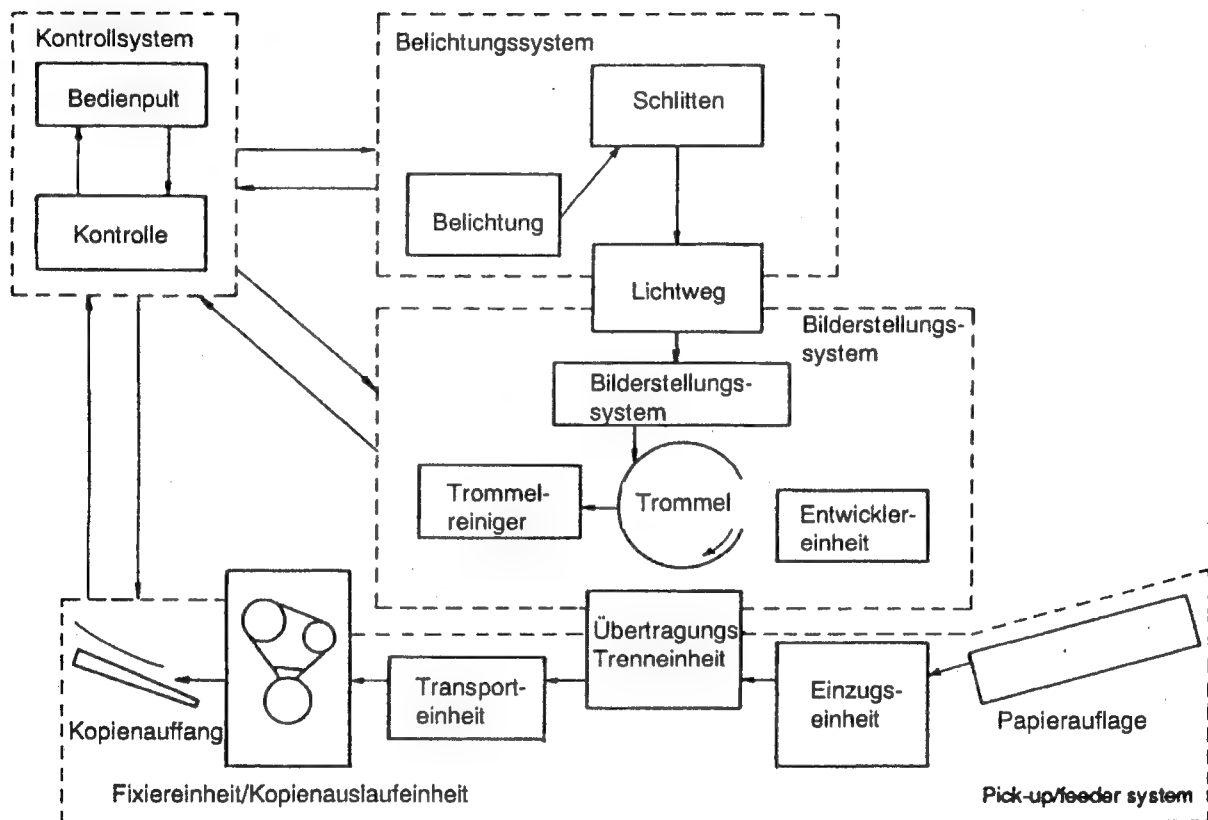 Kontrollsystem
Bedienpult
Kontrolle
Belichtungssystem
Schlitten
Belichtung
Lichtweg
Bilderstellungs-
system
Bilderstellungs-
system
Trommel-
reiniger
Trommel
Entwickler-
einheit
Übertragungs
Trenneinheit
Transport-
einheit
Einzugs-
einheit
Papierauflage
Kopienauffang
Fixiereinheit/Kopienauslaufeinheit
Pick-up/feeder system